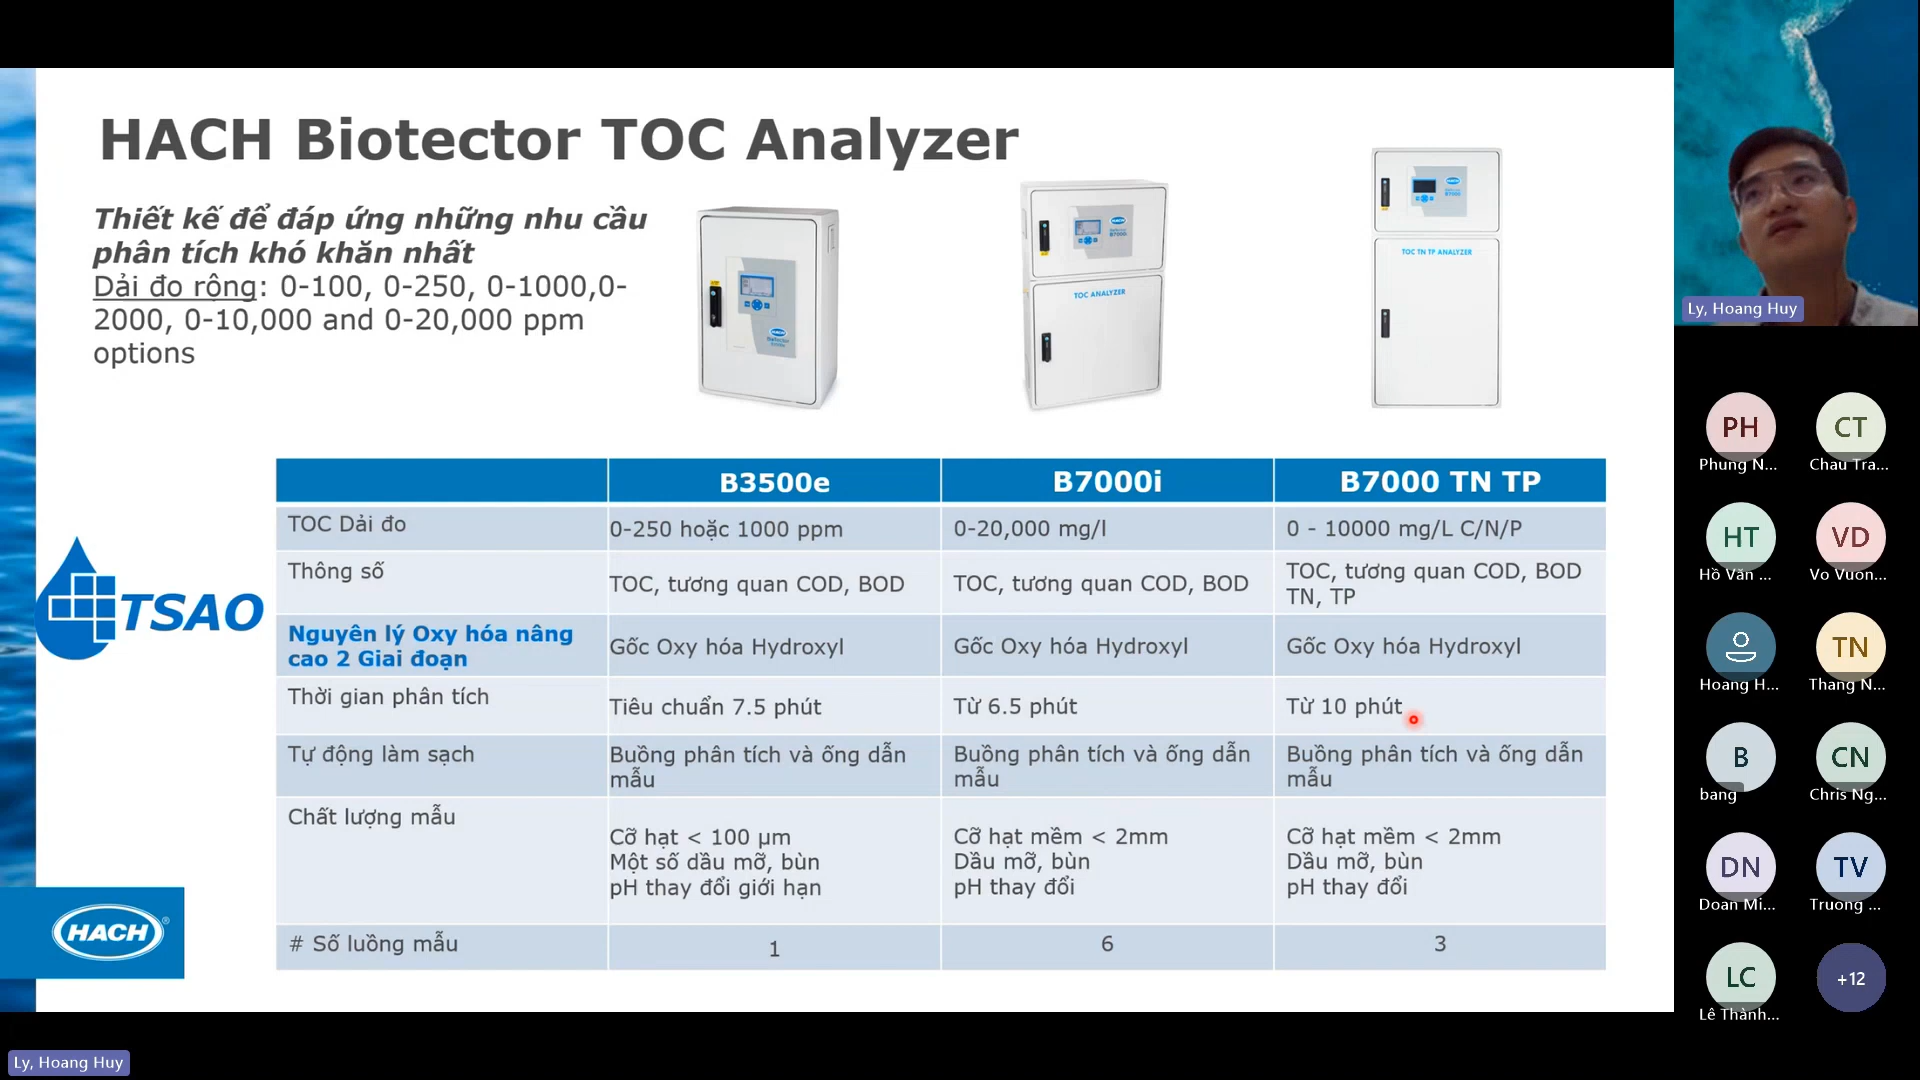 HACH Biotector TOC Analyzer
Thiết kế để đáp ứng những nhu cầu
phân tích khó khăn nhất
Dải đo rộng: 0-100, 0-250, 0-1000,0-
2000, 0-10,000 and 0-20,000 ppm
options
HACH
B7000
TOC ANALYZER
HACH
TOC TN TP ANALYZER
HACH
TSAO
B3500e
B7000i
B7000 TN TP
TOC Dải đo
0-250 hoặc 1000 ppm
0-20,000 mg/l
0 - 10000 mg/L C/N/P
Thông số
TOC, tương quan COD, BOD
TOC, tương quan COD, BOD
TOC, tương quan COD, BOD
TN, TP
Nguyên lý Oxy hóa nâng
cao 2 Giai đoạn
Gốc Oxy hóa Hydroxyl
Gốc Oxy hóa Hydroxyl
Gốc Oxy hóa Hydroxyl
Thời gian phân tích
Tiêu chuẩn 7.5 phút
Từ 6.5 phút
Từ 10 phút
Tự động làm sạch
Buồng phân tích và ống dẫn
mẫu
Buồng phân tích và ống dẫn
mẫu
Buồng phân tích và ống dẫn
mẫu
Chất lượng mẫu
Cỡ hạt < 100 µm
Một số dầu mỡ, bùn
pH thay đổi giới hạn
Cỡ hạt mềm < 2mm
Dầu mỡ, bùn
pH thay đổi
Cỡ hạt mềm < 2mm
Dầu mỡ, bùn
pH thay đổi
# Số luồng mẫu
1
6
3
HACH®
Ly, Hoang Huy
Ly, Hoang Huy
PH
Phung N...
CT
Chau Tra...
HT
Hồ Văn ...
VD
Vo Vuon...
Hoang H...
TN
Thang N...
B
bang
CN
Chris Ng...
DN
Doan Mi...
TV
Truong ...
LC
Lê Thành...
+12